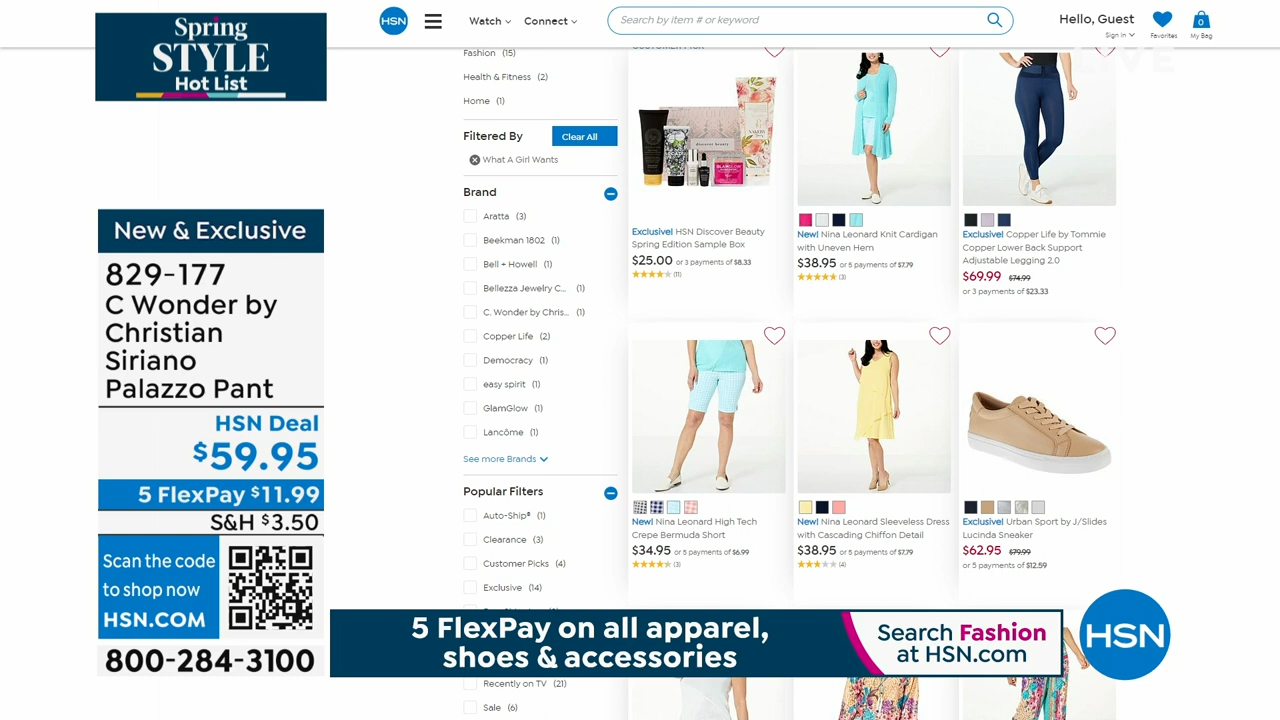 Spring
STYLE
Hot List
HSN
Watch
Connect
Search by item # or keyword
Hello, Guest
Sign In
Favorites
0
My Bag
LIVE
Fashion (15)
Health & Fitness (2)
Home (1)
Filtered By
Clear All
What A Girl Wants
Brand
Aratta (3)
Beekman 1802 (1)
Bell + Howell (1)
Bellezza Jewelry C... (1)
C. Wonder by Chris... (1)
Copper Life (2)
Democracy (1)
easy spirit (1)
GlamGlow (1)
Lancôme (1)
See more Brands
Popular Filters
Auto-Ship® (1)
Clearance (3)
Customer Picks (4)
Exclusive (14)
Recently on TV (21)
Sale (6)
CUSTOMER PICK
discover beauty
Exclusive! HSN Discover Beauty
Spring Edition Sample Box
$25.00 or 3 payments of $8.33
(11)
New! Nina Leonard Knit Cardigan
with Uneven Hem
$38.95 or 5 payments of $7.79
(3)
Exclusive! Copper Life by Tommie
Copper Lower Back Support
Adjustable Legging 2.0
$69.99 $74.99
or 3 payments of $23.33
New! Nina Leonard High Tech
Crepe Bermuda Short
$34.95 or 5 payments of $6.99
(3)
New! Nina Leonard Sleeveless Dress
with Cascading Chiffon Detail
$38.95 or 5 payments of $7.79
(4)
Exclusive! Urban Sport by J/Slides
Lucinda Sneaker
$62.95 $79.99
or 5 payments of $12.59
New & Exclusive
829-177
C Wonder by
Christian
Siriano
Palazzo Pant
HSN Deal
$59.95
5 FlexPay $11.99
S&H $3.50
Scan the code
to shop now
HSN.COM
800-284-3100
5 FlexPay on all apparel,
shoes & accessories
Search Fashion
at HSN.com
HSN